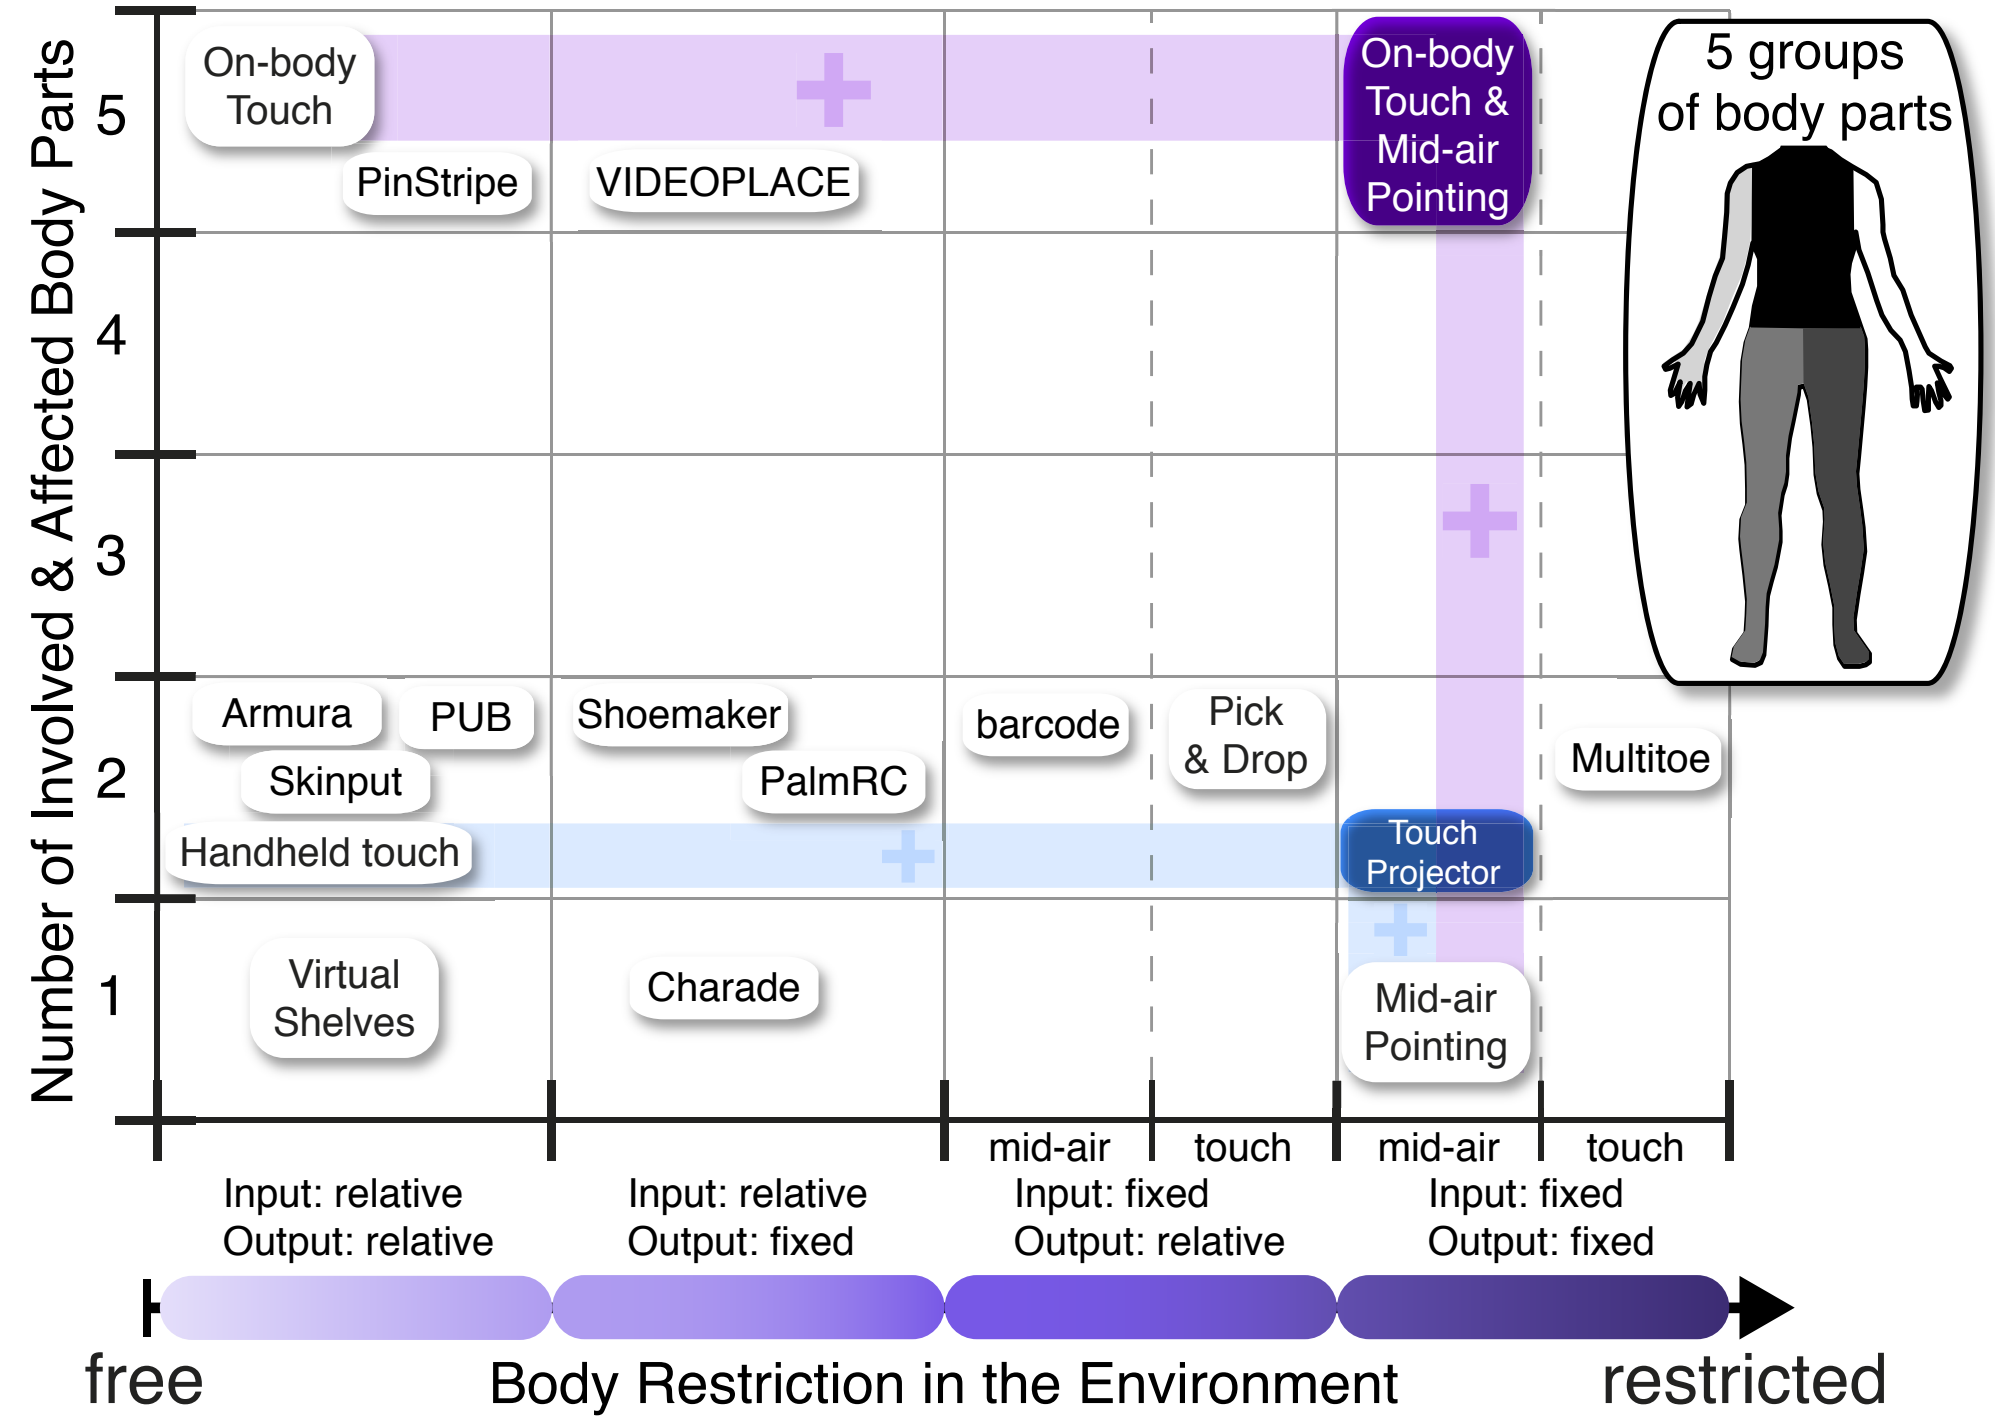 Number of Involved & Affected Body Parts
5
4
3
2
1
On-body
Touch
PinStripe
VIDEOPLACE
On-body
Touch &
Mid-air
Pointing
5 groups
of body parts
Armura
PUB
Skinput
Handheld touch
Shoemaker
PalmRC
barcode
Pick
& Drop
Touch
Projector
Multitoe
Virtual
Shelves
Charade
Mid-air
Pointing
mid-air
touch
mid-air
touch
Input: relative
Output: relative
Input: relative
Output: fixed
Input: fixed
Output: relative
Input: fixed
Output: fixed
free
Body Restriction in the Environment
restricted